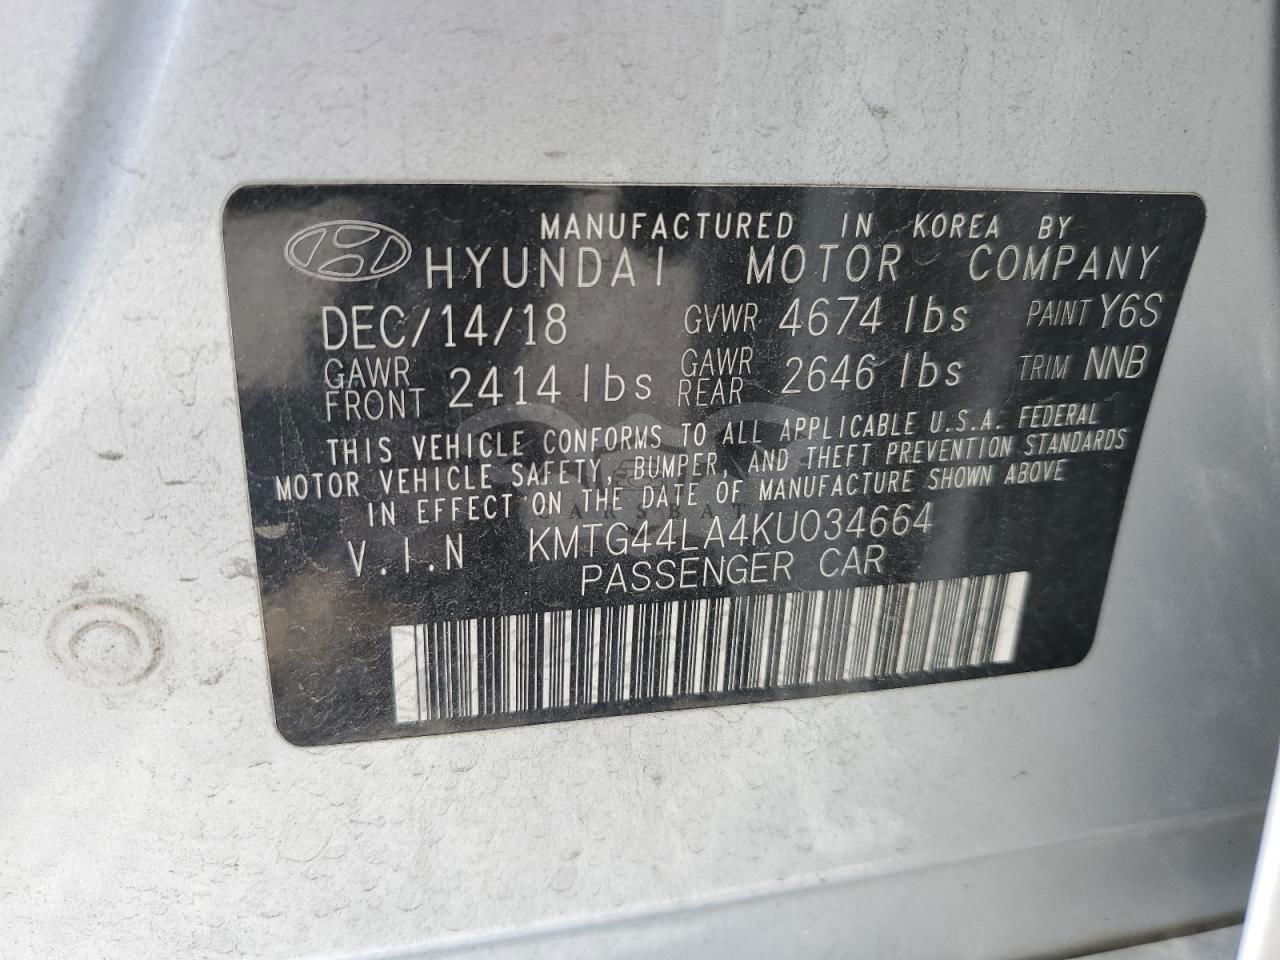 MANUFACTURED IN KOREA BY
HYUNDAI MOTOR COMPANY
DEC/14/18 GVWR 4674 lbs PAINT Y6S
GAWR FRONT 2414 lbs GAWR REAR 2646 lbs TRIM NNB
THIS VEHICLE CONFORMS TO ALL APPLICABLE U.S.A. FEDERAL
MOTOR VEHICLE SAFETY, BUMPER, AND THEFT PREVENTION STANDARDS
IN EFFECT ON THE DATE OF MANUFACTURE SHOWN ABOVE
CARSBAT
V.I.N KMTG44LA4KU034664
PASSENGER CAR